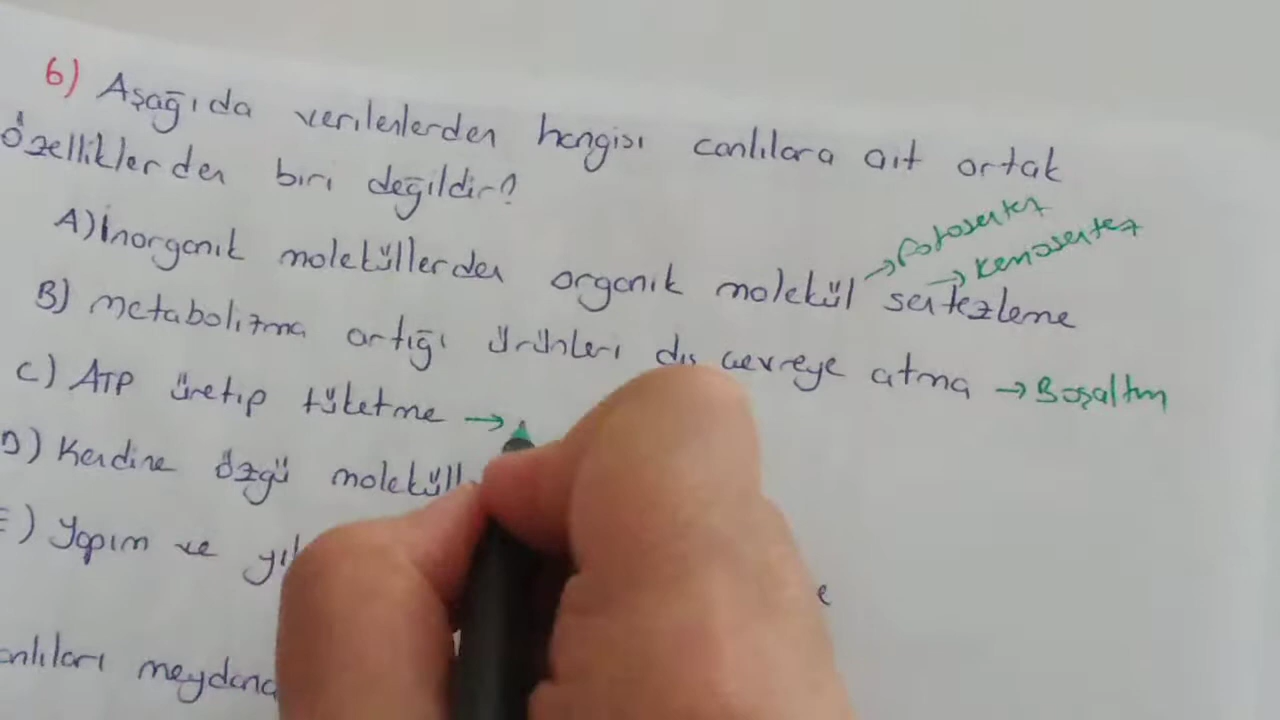 6) Aşağıda verilenlerden hangisi canlılara ait ortak
özelliklerden biri değildir?
A) İnorganik moleküllerden organik molekül sentezleme
→ Fotosentez
→ Kemosentez
B) metabolizma artığı ürünleri dış çevreye atma → Boşaltım
C) ATP üretip tüketme →
D) Kendine özgü
E) Yapım ve
meydana